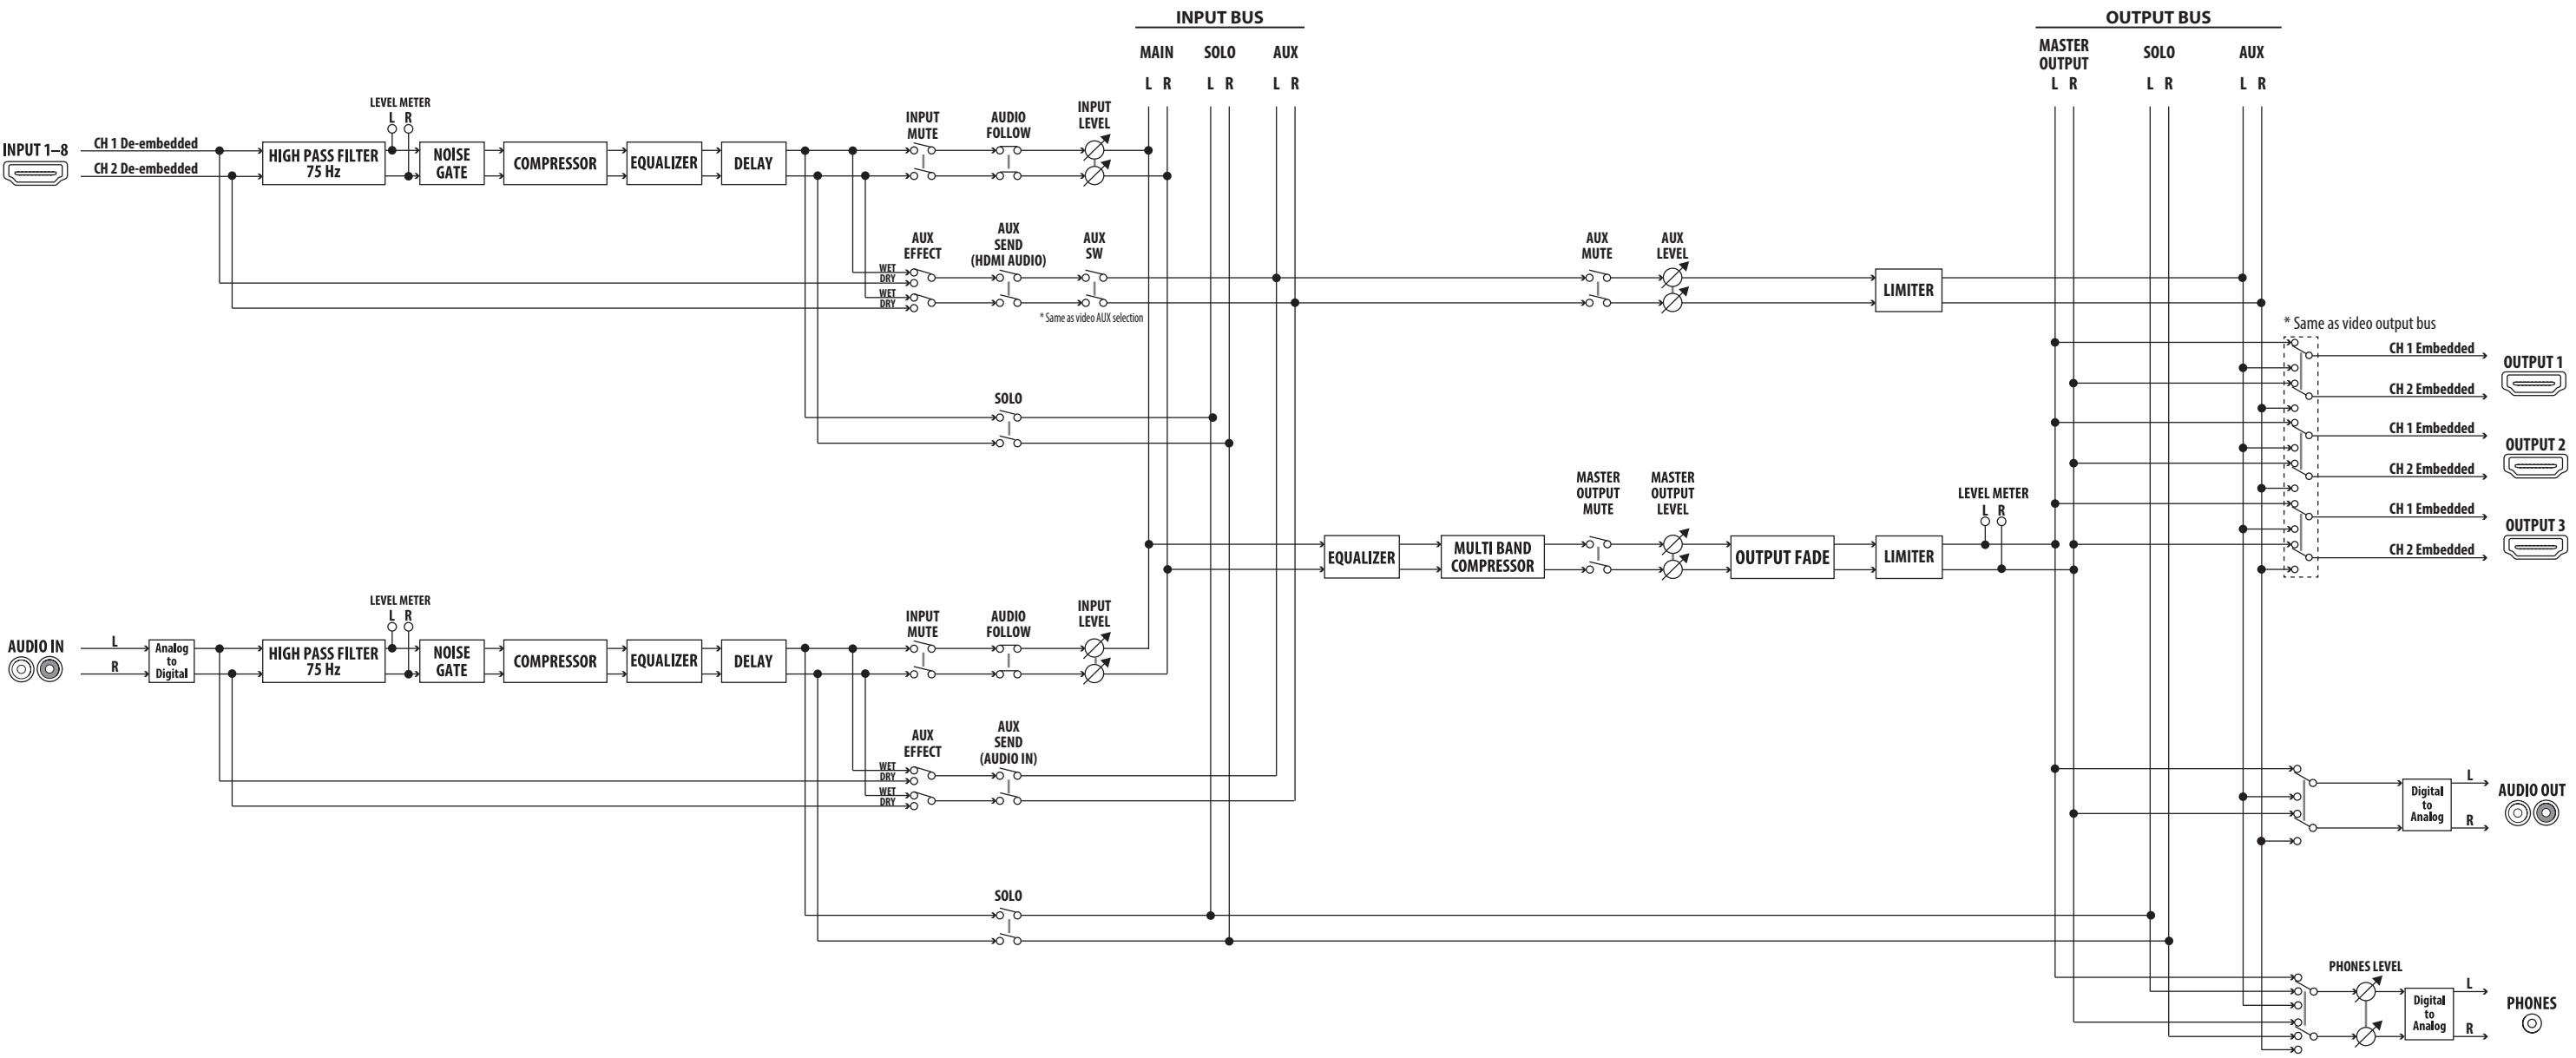 INPUT BUS
OUTPUT BUS
MAIN SOLO AUX
MASTER OUTPUT SOLO AUX
L R L R L R
L R L R L R
INPUT 1–8
CH 1 De-embedded
CH 2 De-embedded
HIGH PASS FILTER
75 Hz
LEVEL METER
L R
NOISE
GATE
COMPRESSOR
EQUALIZER
DELAY
INPUT
MUTE
AUDIO
FOLLOW
INPUT
LEVEL
AUX
EFFECT
WET
DRY
WET
DRY
AUX
SEND
(HDMI AUDIO)
AUX
SW
* Same as video AUX selection
AUX
MUTE
AUX
LEVEL
LIMITER
SOLO
* Same as video output bus
CH 1 Embedded
CH 2 Embedded
OUTPUT 1
CH 1 Embedded
CH 2 Embedded
OUTPUT 2
CH 1 Embedded
CH 2 Embedded
OUTPUT 3
EQUALIZER
MULTI BAND
COMPRESSOR
MASTER
OUTPUT
MUTE
MASTER
OUTPUT
LEVEL
OUTPUT FADE
LIMITER
LEVEL METER
L R
AUDIO IN
L
R
Analog
to
Digital
HIGH PASS FILTER
75 Hz
LEVEL METER
L R
NOISE
GATE
COMPRESSOR
EQUALIZER
DELAY
INPUT
MUTE
AUDIO
FOLLOW
INPUT
LEVEL
AUX
EFFECT
WET
DRY
WET
DRY
AUX
SEND
(AUDIO IN)
SOLO
Digital
to
Analog
L
R
AUDIO OUT
PHONES LEVEL
Digital
to
Analog
L
R
PHONES